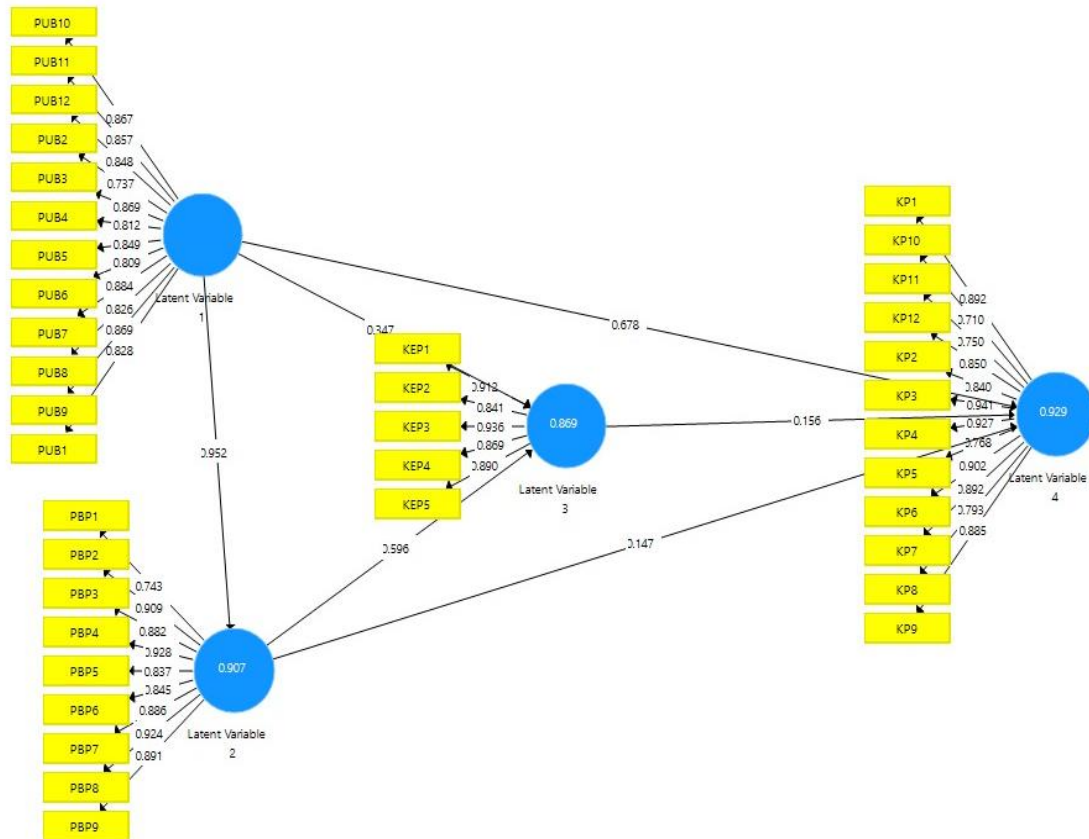 PUB10
PUB11
PUB12
PUB2
PUB3
PUB4
PUB5
PUB6
PUB7
PUB8
PUB9
PUB1
0.867
0.857
0.848
0.737
0.869
0.812
0.849
0.809
0.884
0.826
0.869
0.828
Latent Variable
1
0.347
0.678
0.952
KEP1
KEP2
KEP3
KEP4
KEP5
0.912
0.841
0.936
0.869
0.890
0.869
Latent Variable
3
0.156
0.596
0.147
KP1
KP10
KP11
KP12
KP2
KP3
KP4
KP5
KP6
KP7
KP8
KP9
0.892
0.710
0.750
0.850
0.840
0.941
0.927
0.768
0.902
0.892
0.793
0.885
0.929
Latent Variable
4
PBP1
PBP2
PBP3
PBP4
PBP5
PBP6
PBP7
PBP8
PBP9
0.743
0.909
0.882
0.928
0.837
0.845
0.886
0.924
0.891
0.907
Latent Variable
2